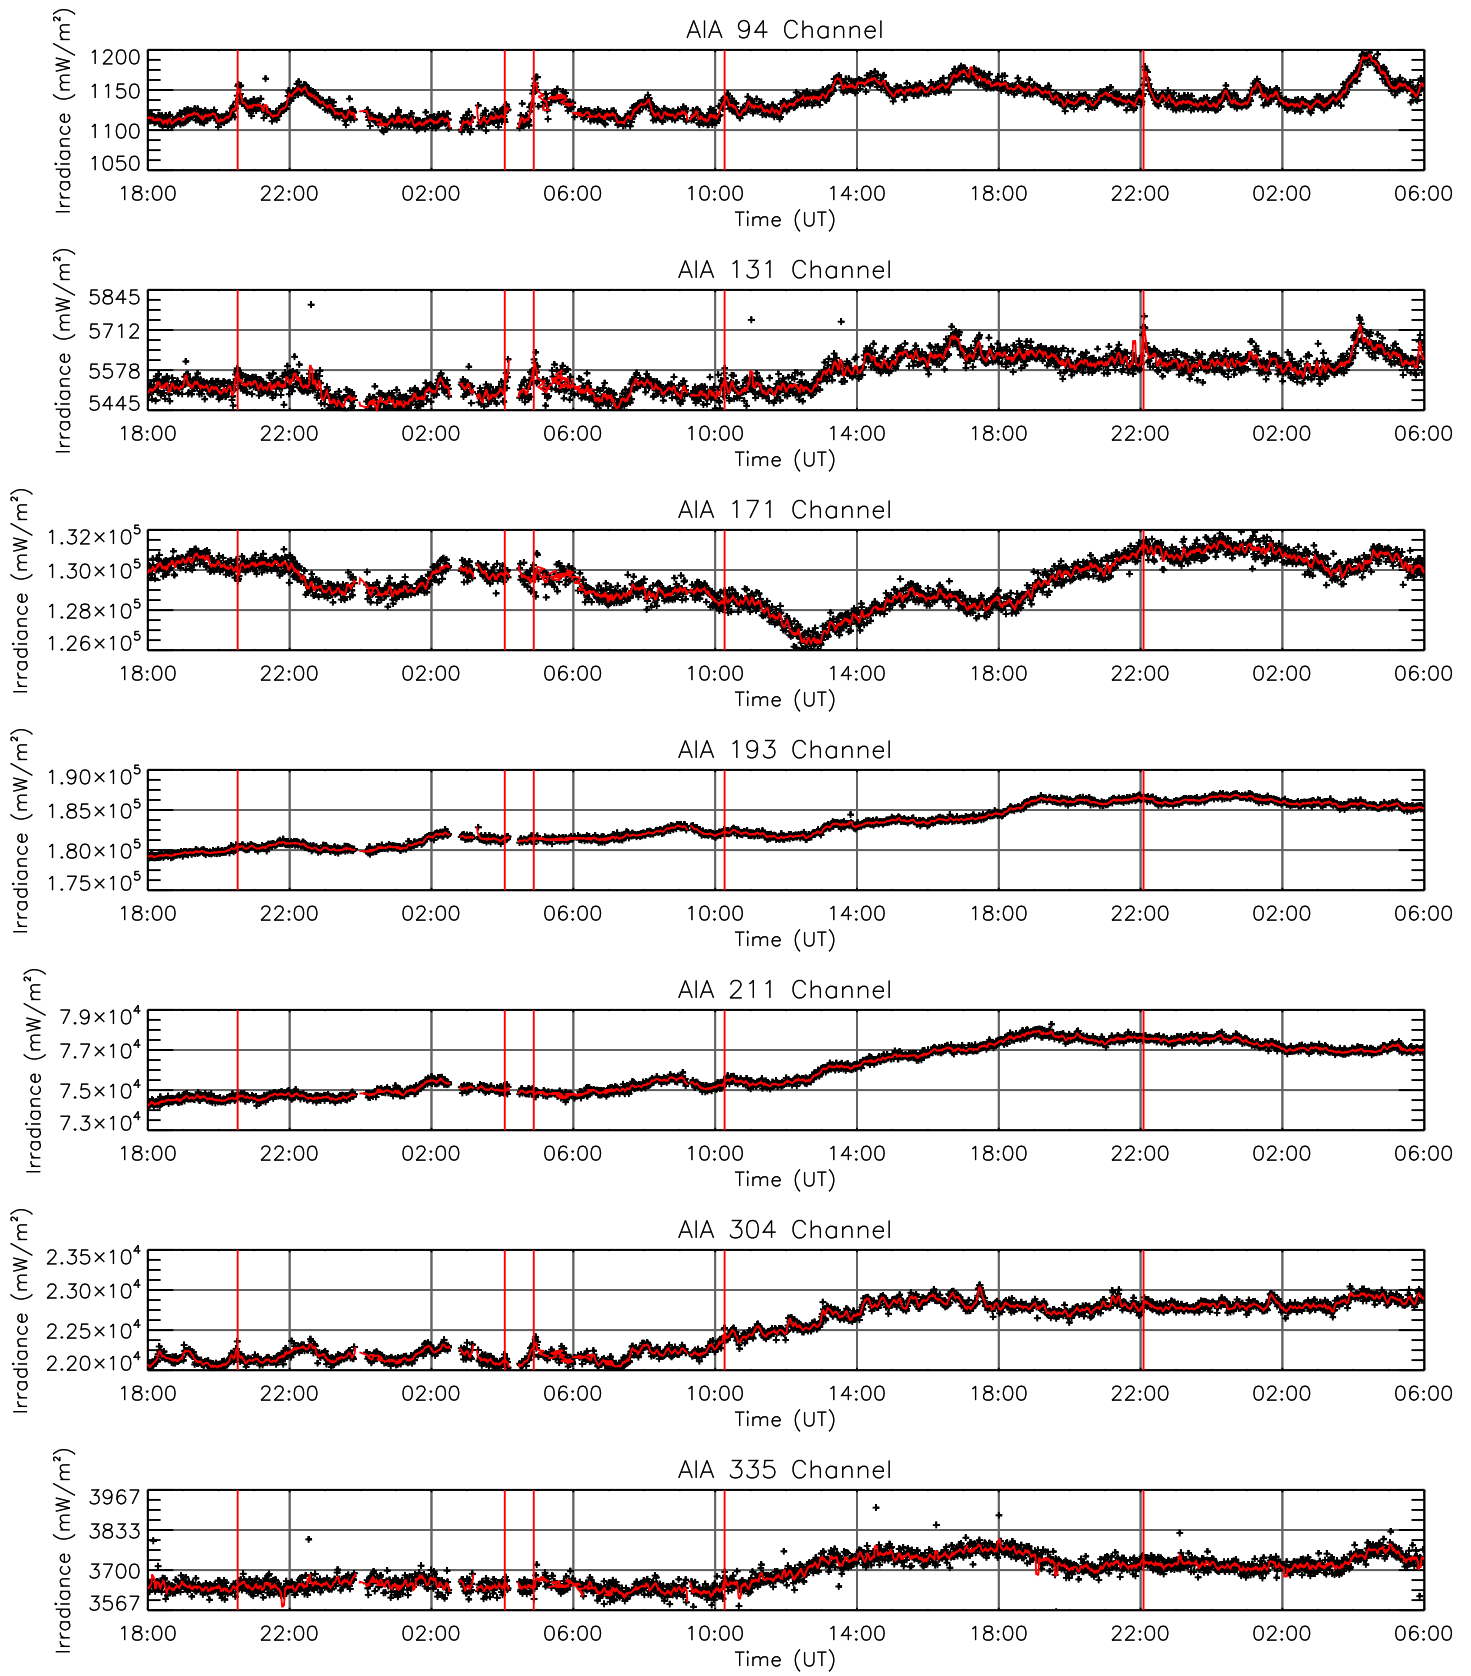 AIA 94 Channel
Irradiance (mW/m²)
1200
1150
1100
1050
18:00 22:00 02:00 06:00 10:00 14:00 18:00 22:00 02:00 06:00
Time (UT)
AIA 131 Channel
Irradiance (mW/m²)
5845
5712
5578
5445
18:00 22:00 02:00 06:00 10:00 14:00 18:00 22:00 02:00 06:00
Time (UT)
AIA 171 Channel
Irradiance (mW/m²)
1.32×10⁵
1.30×10⁵
1.28×10⁵
1.26×10⁵
18:00 22:00 02:00 06:00 10:00 14:00 18:00 22:00 02:00 06:00
Time (UT)
AIA 193 Channel
Irradiance (mW/m²)
1.90×10⁵
1.85×10⁵
1.80×10⁵
1.75×10⁵
18:00 22:00 02:00 06:00 10:00 14:00 18:00 22:00 02:00 06:00
Time (UT)
AIA 211 Channel
Irradiance (mW/m²)
7.9×10⁴
7.7×10⁴
7.5×10⁴
7.3×10⁴
18:00 22:00 02:00 06:00 10:00 14:00 18:00 22:00 02:00 06:00
Time (UT)
AIA 304 Channel
Irradiance (mW/m²)
2.35×10⁴
2.30×10⁴
2.25×10⁴
2.20×10⁴
18:00 22:00 02:00 06:00 10:00 14:00 18:00 22:00 02:00 06:00
Time (UT)
AIA 335 Channel
Irradiance (mW/m²)
3967
3833
3700
3567
18:00 22:00 02:00 06:00 10:00 14:00 18:00 22:00 02:00 06:00
Time (UT)